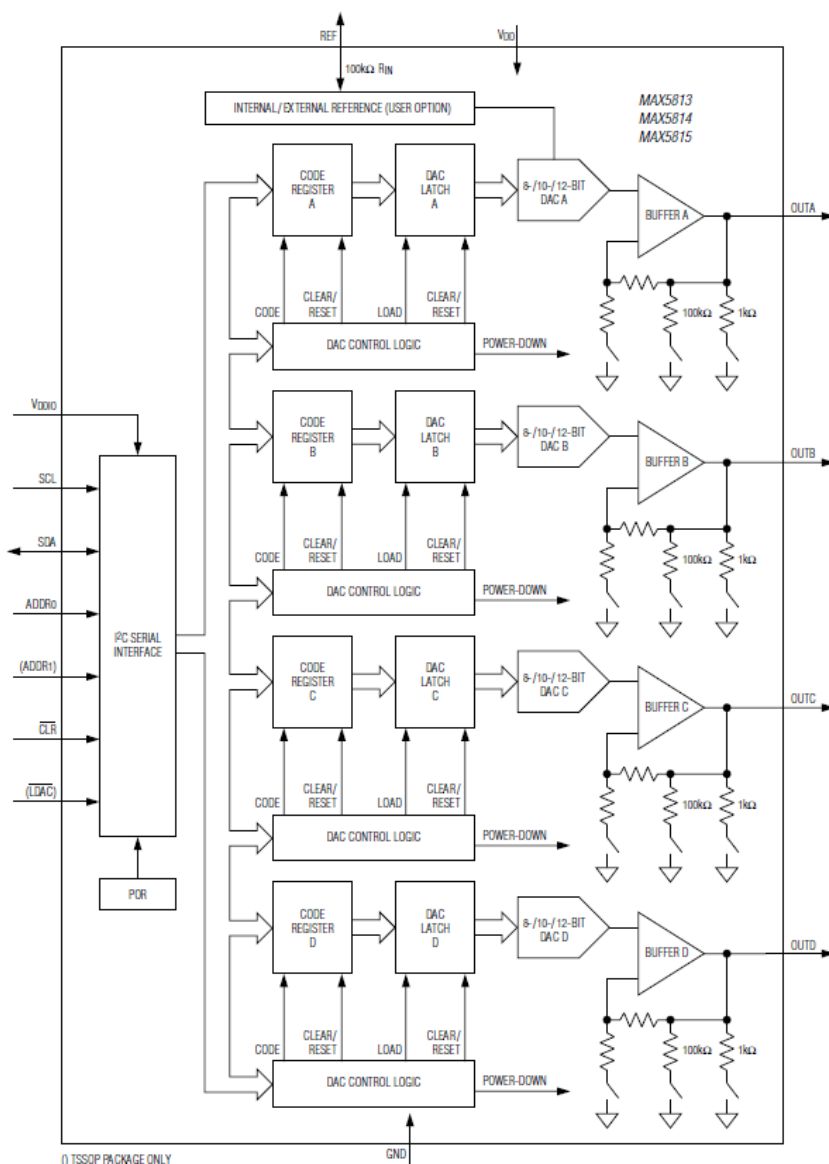 REF
VDD
100kΩ RIN
INTERNAL/EXTERNAL REFERENCE (USER OPTION)
MAX5813
MAX5814
MAX5815
CODE
REGISTER
A
DAC
LATCH
A
8-/10-/12-BIT
DAC A
BUFFER A
OUTA
CODE
CLEAR/
RESET
LOAD
CLEAR/
RESET
100kΩ
1kΩ
DAC CONTROL LOGIC
POWER-DOWN
CODE
REGISTER
B
DAC
LATCH
B
8-/10-/12-BIT
DAC B
BUFFER B
OUTB
CODE
CLEAR/
RESET
LOAD
CLEAR/
RESET
100kΩ
1kΩ
DAC CONTROL LOGIC
POWER-DOWN
VDDIO
SCL
SDA
ADDR0
(ADDR1)
CLR
(LDAC)
I²C SERIAL
INTERFACE
POR
CODE
REGISTER
C
DAC
LATCH
C
8-/10-/12-BIT
DAC C
BUFFER C
OUTC
CODE
CLEAR/
RESET
LOAD
CLEAR/
RESET
100kΩ
1kΩ
DAC CONTROL LOGIC
POWER-DOWN
CODE
REGISTER
D
DAC
LATCH
D
8-/10-/12-BIT
DAC D
BUFFER D
OUTD
CODE
CLEAR/
RESET
LOAD
CLEAR/
RESET
100kΩ
1kΩ
DAC CONTROL LOGIC
POWER-DOWN
() TSSOP PACKAGE ONLY
GND